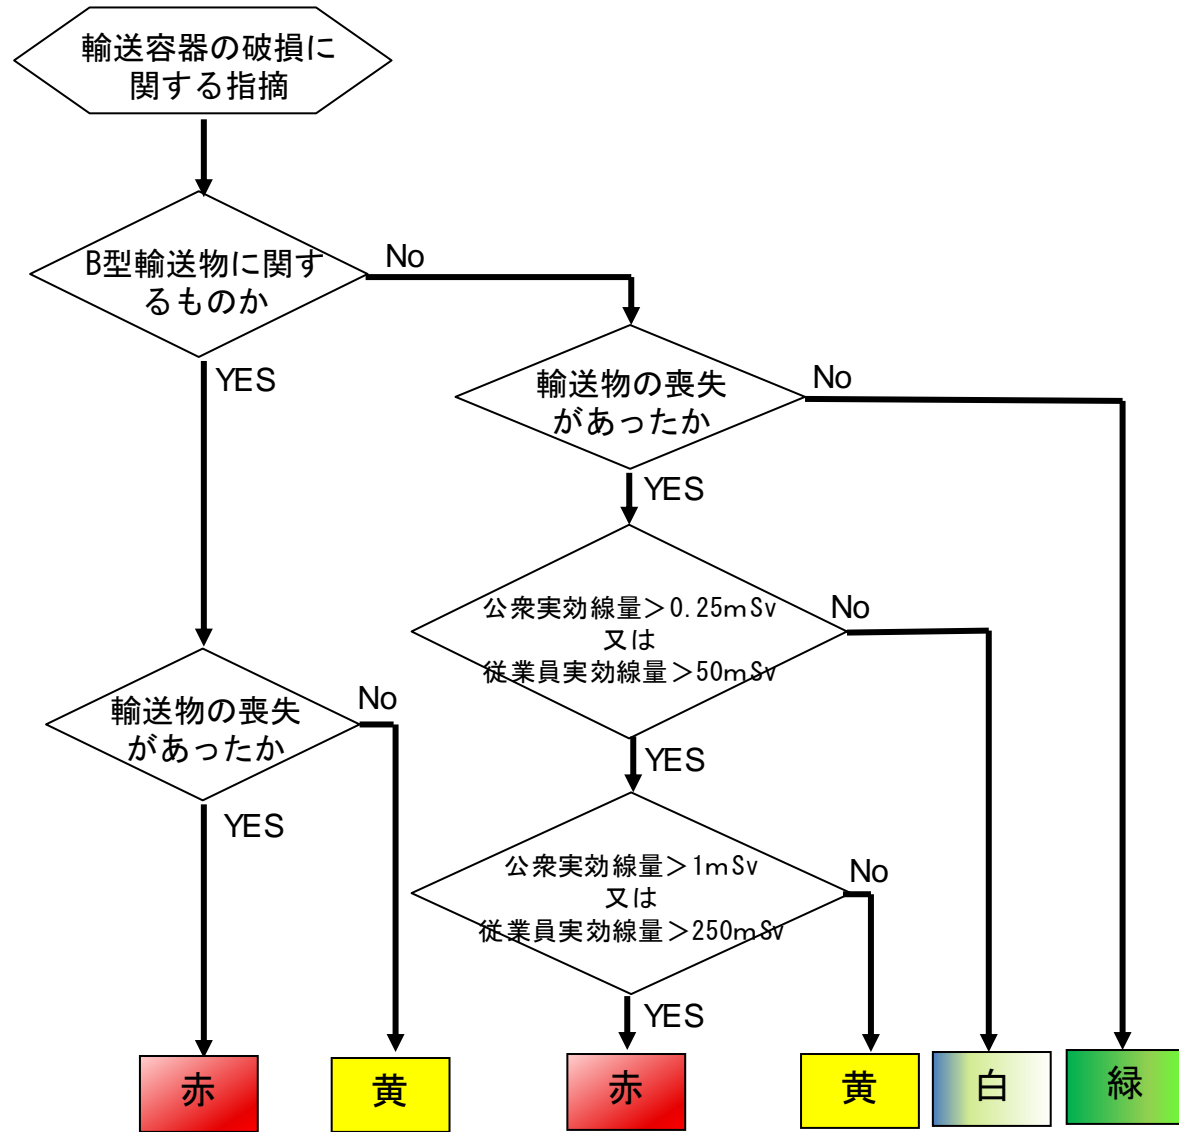 輸送容器の破損に
関する指摘
B型輸送物に関す
るものか
No
YES
輸送物の喪失
があったか
No
YES
公衆実効線量＞0.25mSv
又は
従業員実効線量＞50mSv
No
YES
輸送物の喪失
があったか
No
YES
公衆実効線量＞1mSv
又は
従業員実効線量＞250mSv
No
YES
赤
黄
赤
黄
白
緑